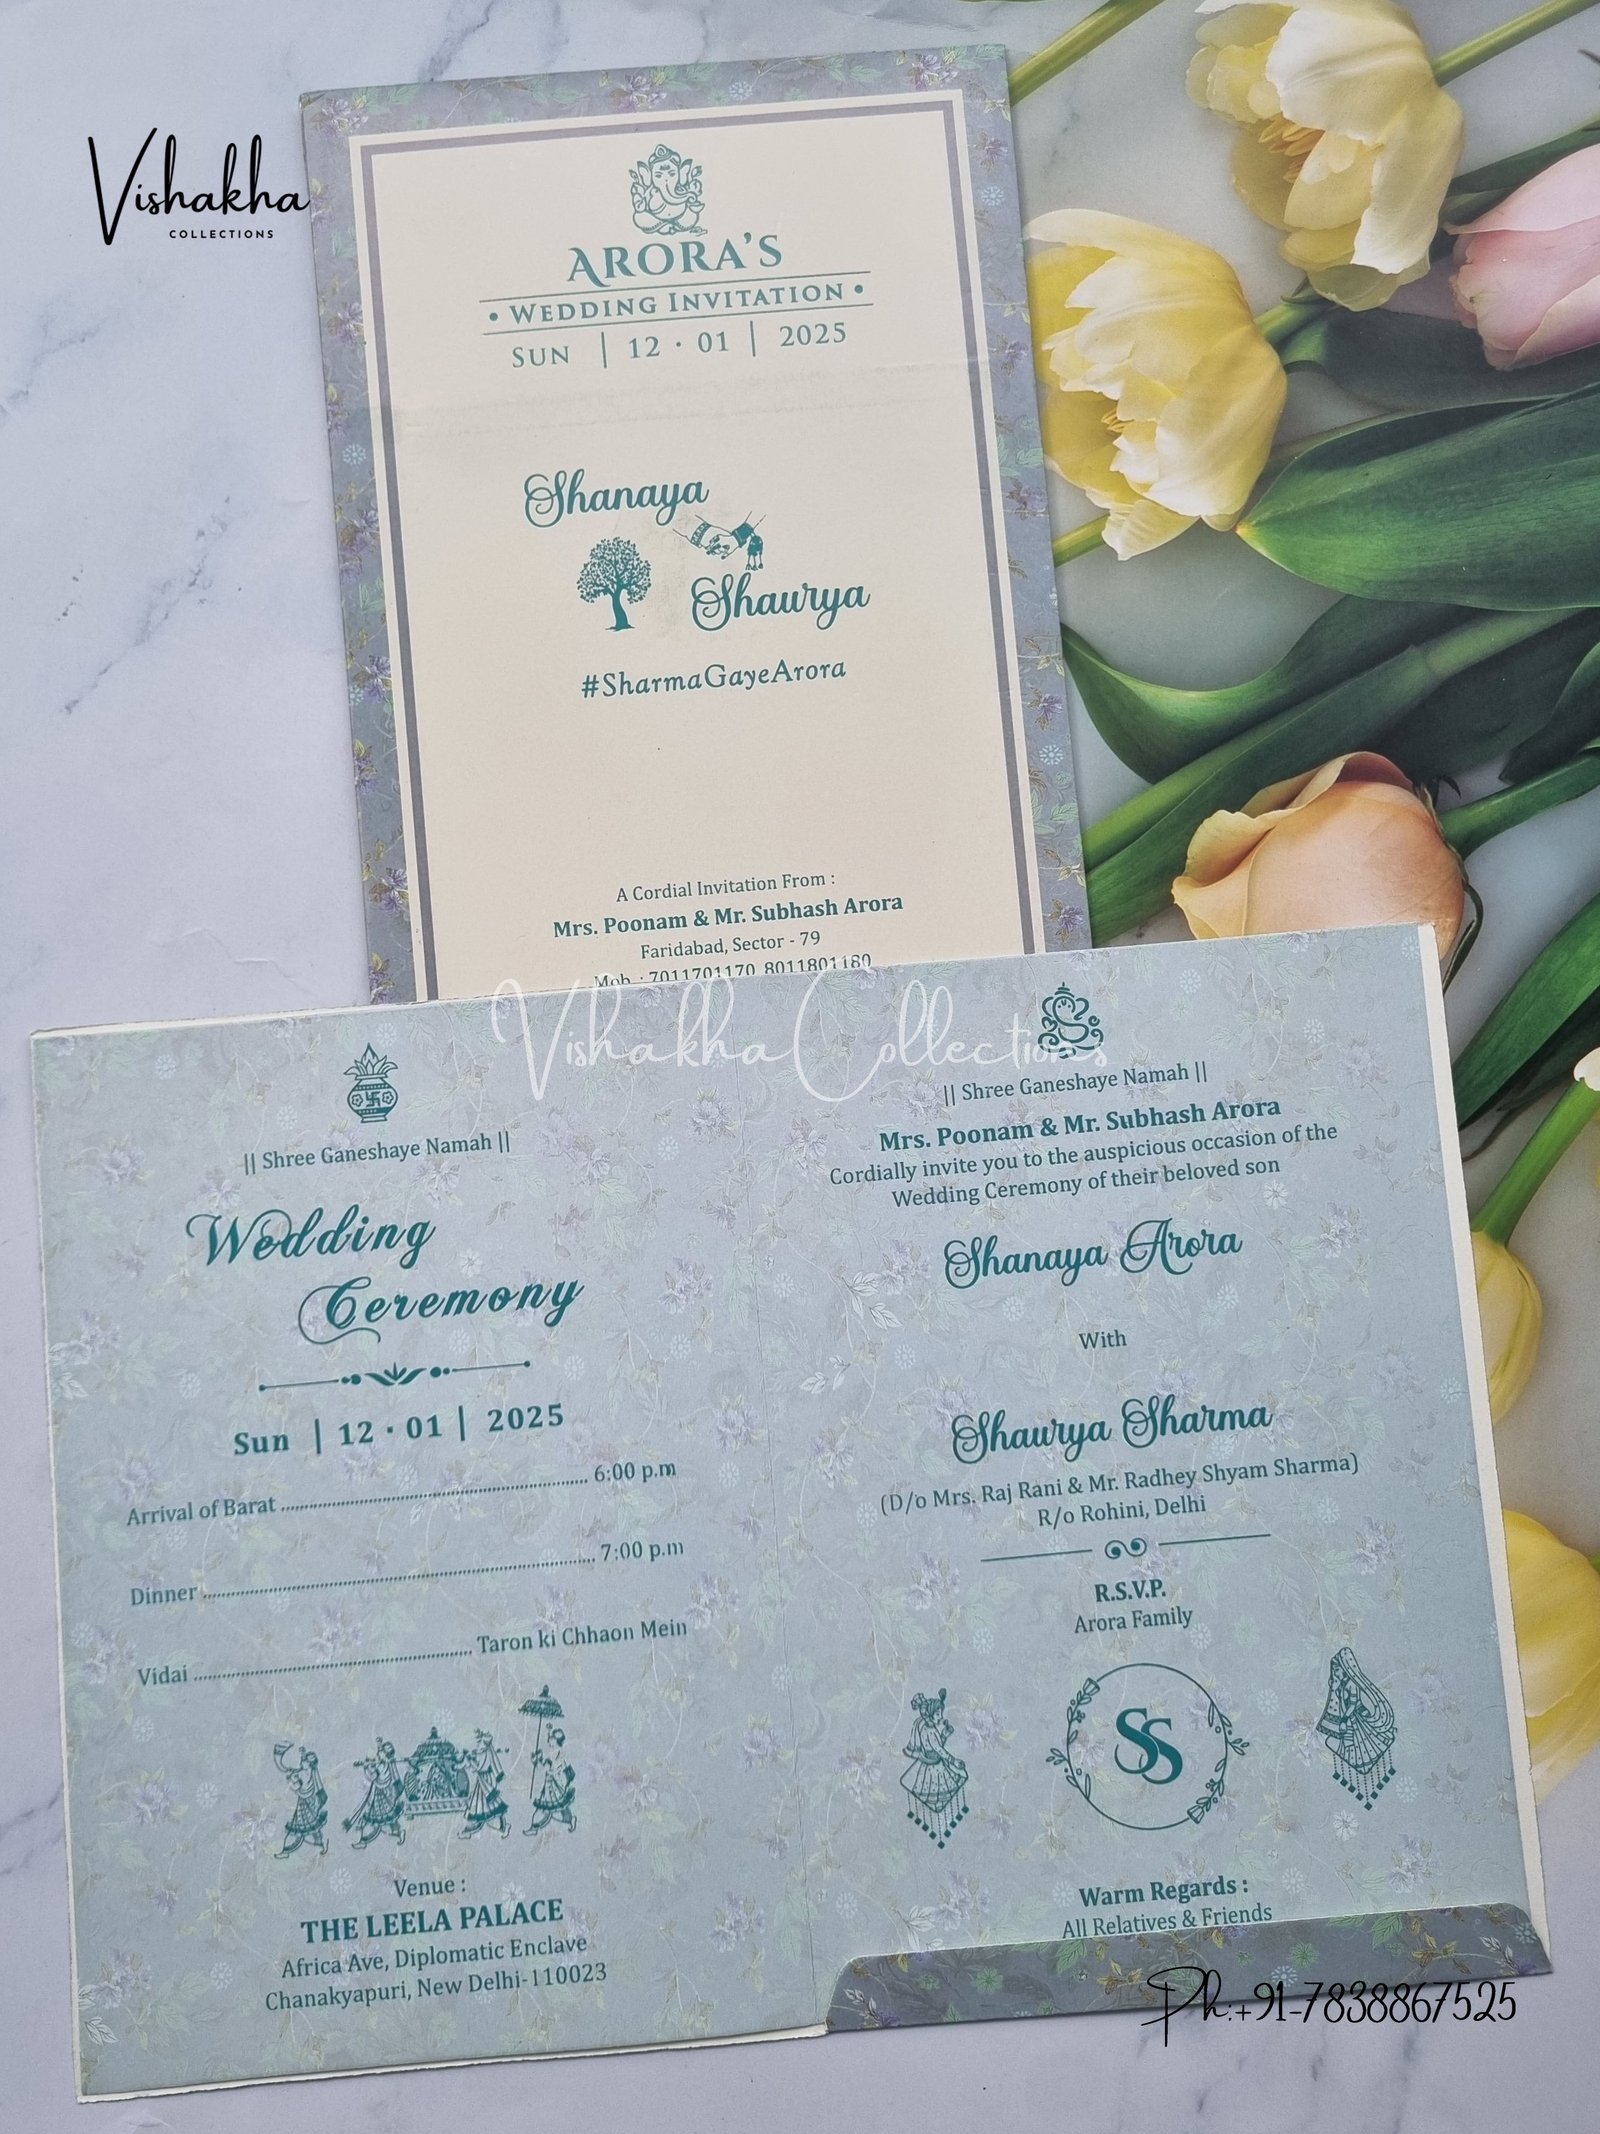 Vishakha
COLLECTIONS
ARORA'S
• WEDDING INVITATION •
SUN | 12 · 01 | 2025
Shanaya
Shaurya
#SharmaGayeArora
A Cordial Invitation From :
Mrs. Poonam & Mr. Subhash Arora
Faridabad, Sector - 79
Mob. : 7011701170, 8011801180
Vishakha Collections
|| Shree Ganeshaye Namah ||
Wedding
Ceremony
Sun | 12 · 01 | 2025
Arrival of Barat ........................ 6:00 p.m
Dinner ........................ 7:00 p.m
Vidai ........................ Taron ki Chhaon Mein
Venue :
THE LEELA PALACE
Africa Ave, Diplomatic Enclave
Chanakyapuri, New Delhi-110023
|| Shree Ganeshaye Namah ||
Mrs. Poonam & Mr. Subhash Arora
Cordially invite you to the auspicious occasion of the
Wedding Ceremony of their beloved son
Shanaya Arora
With
Shaurya Sharma
(D/o Mrs. Raj Rani & Mr. Radhey Shyam Sharma)
R/o Rohini, Delhi
R.S.V.P.
Arora Family
SS
Warm Regards :
All Relatives & Friends
Ph:+91-7838867525